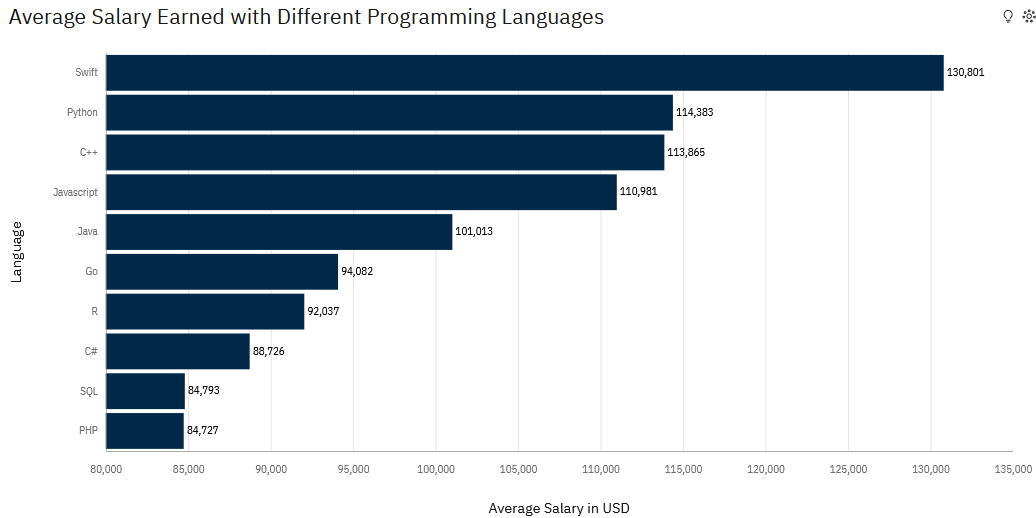 Average Salary Earned with Different Programming Languages
Language
Swift 130,801
Python 114,383
C++ 113,865
Javascript 110,981
Java 101,013
Go 94,082
R 92,037
C# 88,726
SQL 84,793
PHP 84,727
80,000 85,000 90,000 95,000 100,000 105,000 110,000 115,000 120,000 125,000 130,000 135,000
Average Salary in USD